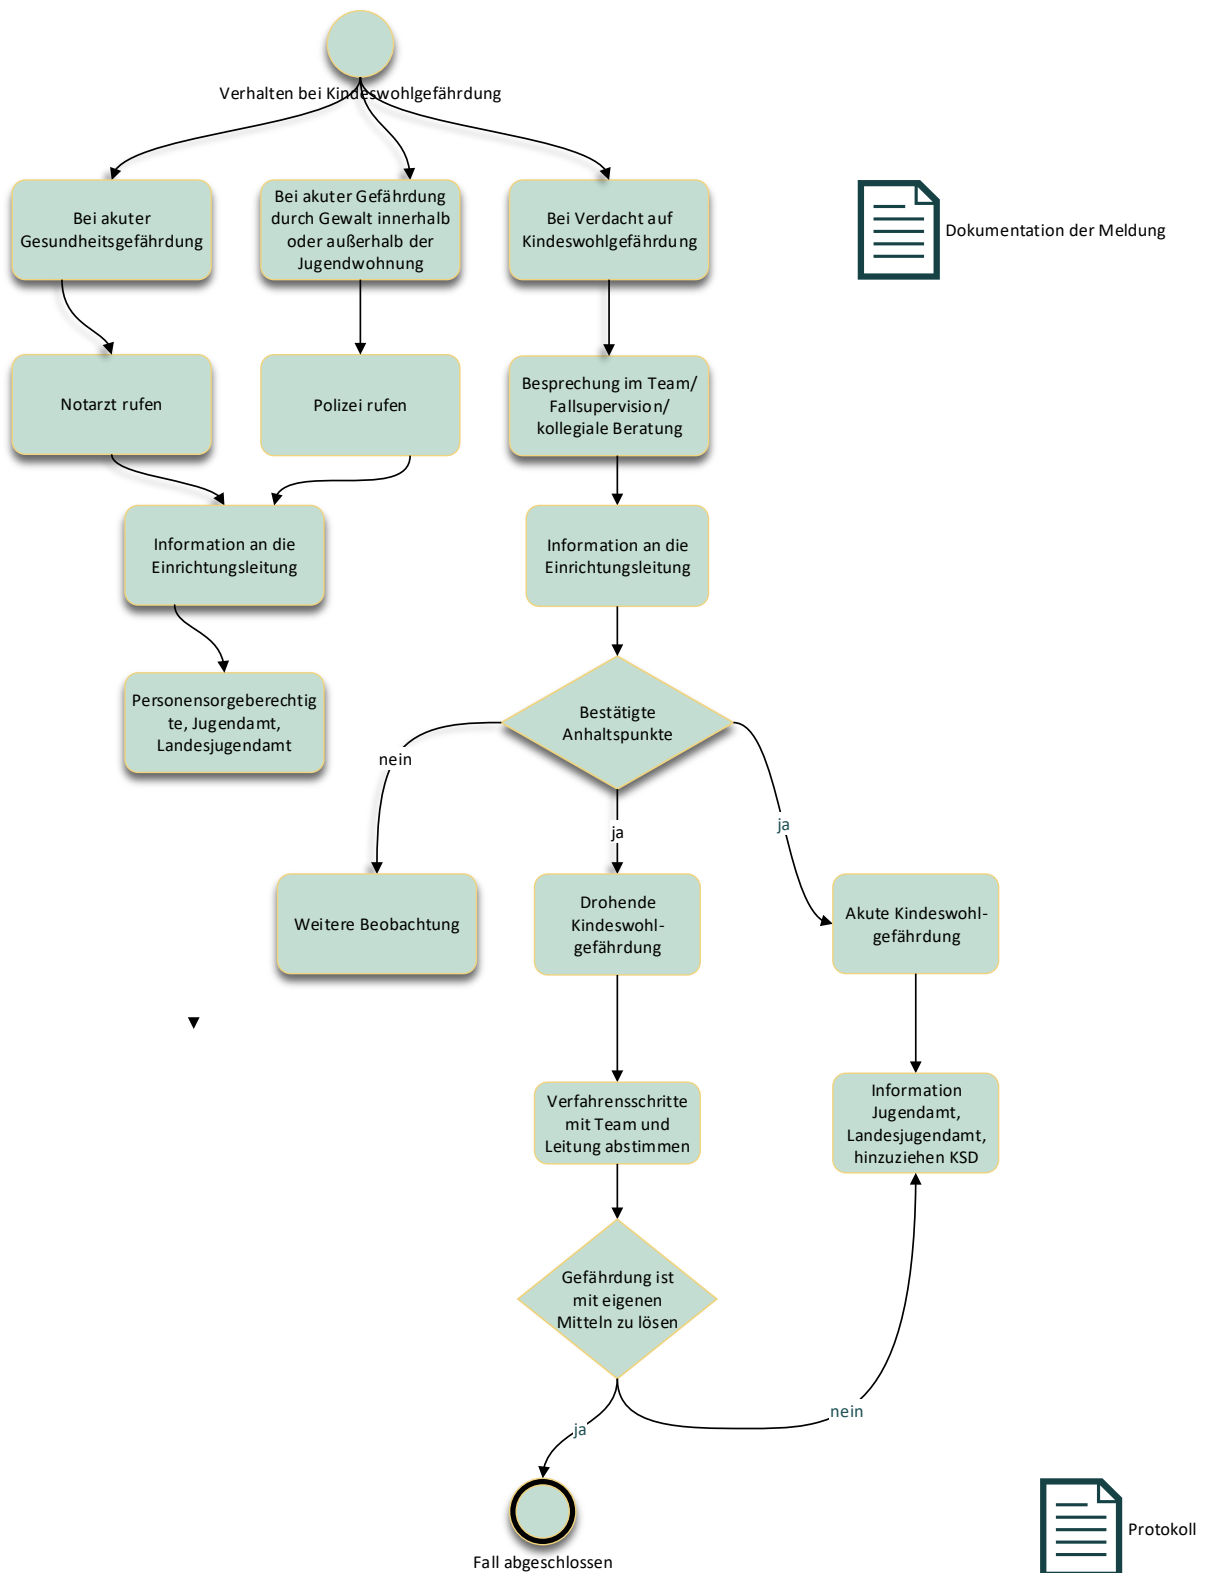 Verhalten bei Kindeswohlgefährdung
Bei akuter
Gesundheitsgefährdung
Bei akuter Gefährdung
durch Gewalt innerhalb
oder außerhalb der
Jugendwohnung
Bei Verdacht auf
Kindeswohlgefährdung
Dokumentation der Meldung
Notarzt rufen
Polizei rufen
Besprechung im Team/
Fallsupervision/
kollegiale Beratung
Information an die
Einrichtungsleitung
Information an die
Einrichtungsleitung
Personensorgeberechtig
te, Jugendamt,
Landesjugendamt
Bestätigte
Anhaltspunkte
nein
ja
ja
Weitere Beobachtung
Drohende
Kindeswohl-
gefährdung
Akute Kindeswohl-
gefährdung
Verfahrensschritte
mit Team und
Leitung abstimmen
Information
Jugendamt,
Landesjugendamt,
hinzuziehen KSD
Gefährdung ist
mit eigenen
Mitteln zu lösen
nein
ja
Fall abgeschlossen
Protokoll